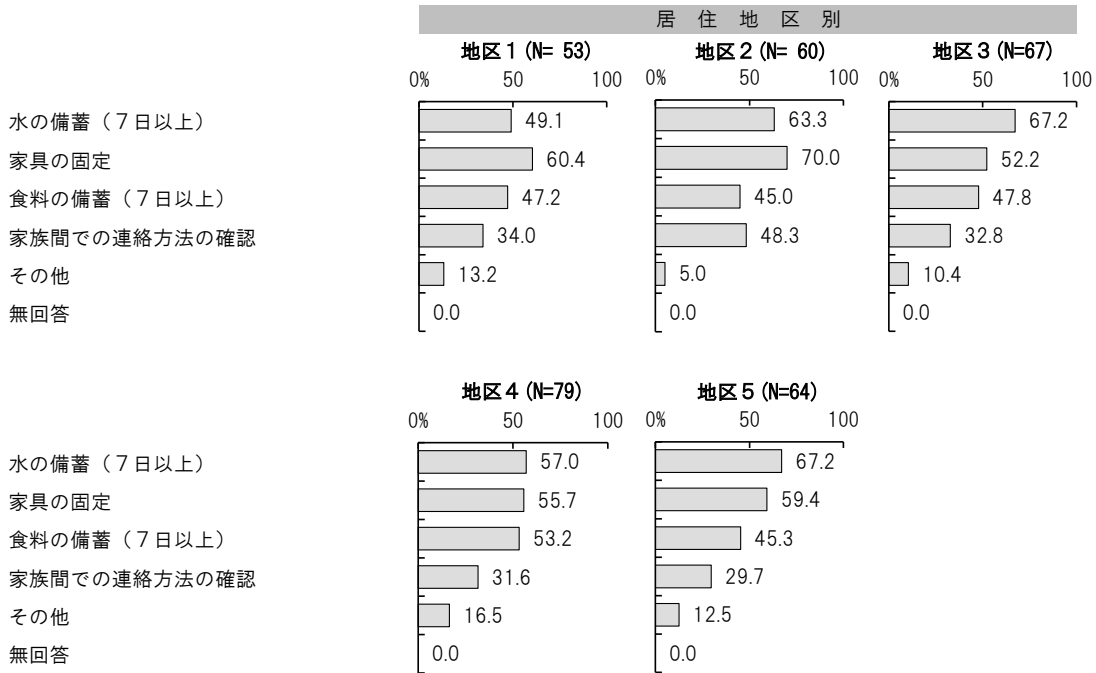 居住地区別
地区１(N= 53) 地区２(N= 60) 地区３(N=67)
0% 50 100 0% 50 100 0% 50 100
水の備蓄（７日以上） 49.1 63.3 67.2
家具の固定 60.4 70.0 52.2
食料の備蓄（７日以上） 47.2 45.0 47.8
家族間での連絡方法の確認 34.0 48.3 32.8
その他 13.2 5.0 10.4
無回答 0.0 0.0 0.0
地区４(N=79) 地区５(N=64)
0% 50 100 0% 50 100
水の備蓄（７日以上） 57.0 67.2
家具の固定 55.7 59.4
食料の備蓄（７日以上） 53.2 45.3
家族間での連絡方法の確認 31.6 29.7
その他 16.5 12.5
無回答 0.0 0.0